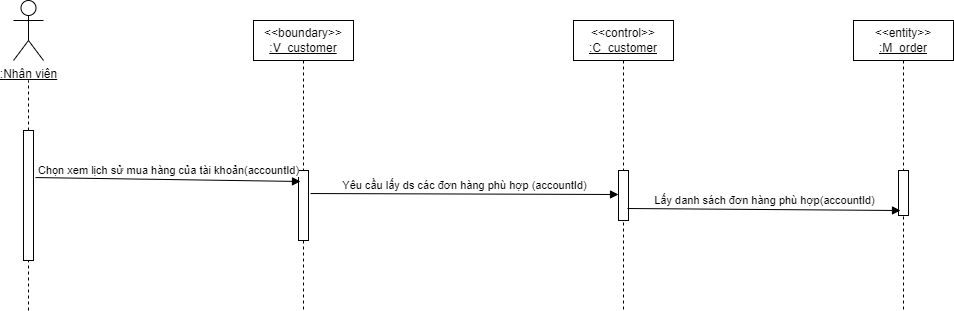 <<boundary>>
:V_customer
<<control>>
:C_customer
<<entity>>
:M_order
:Nhân viên
Chọn xem lịch sử mua hàng của tài khoản(accountId)
Yêu cầu lấy ds các đơn hàng phù hợp (accountId)
Lấy danh sách đơn hàng phù hợp(accountId)